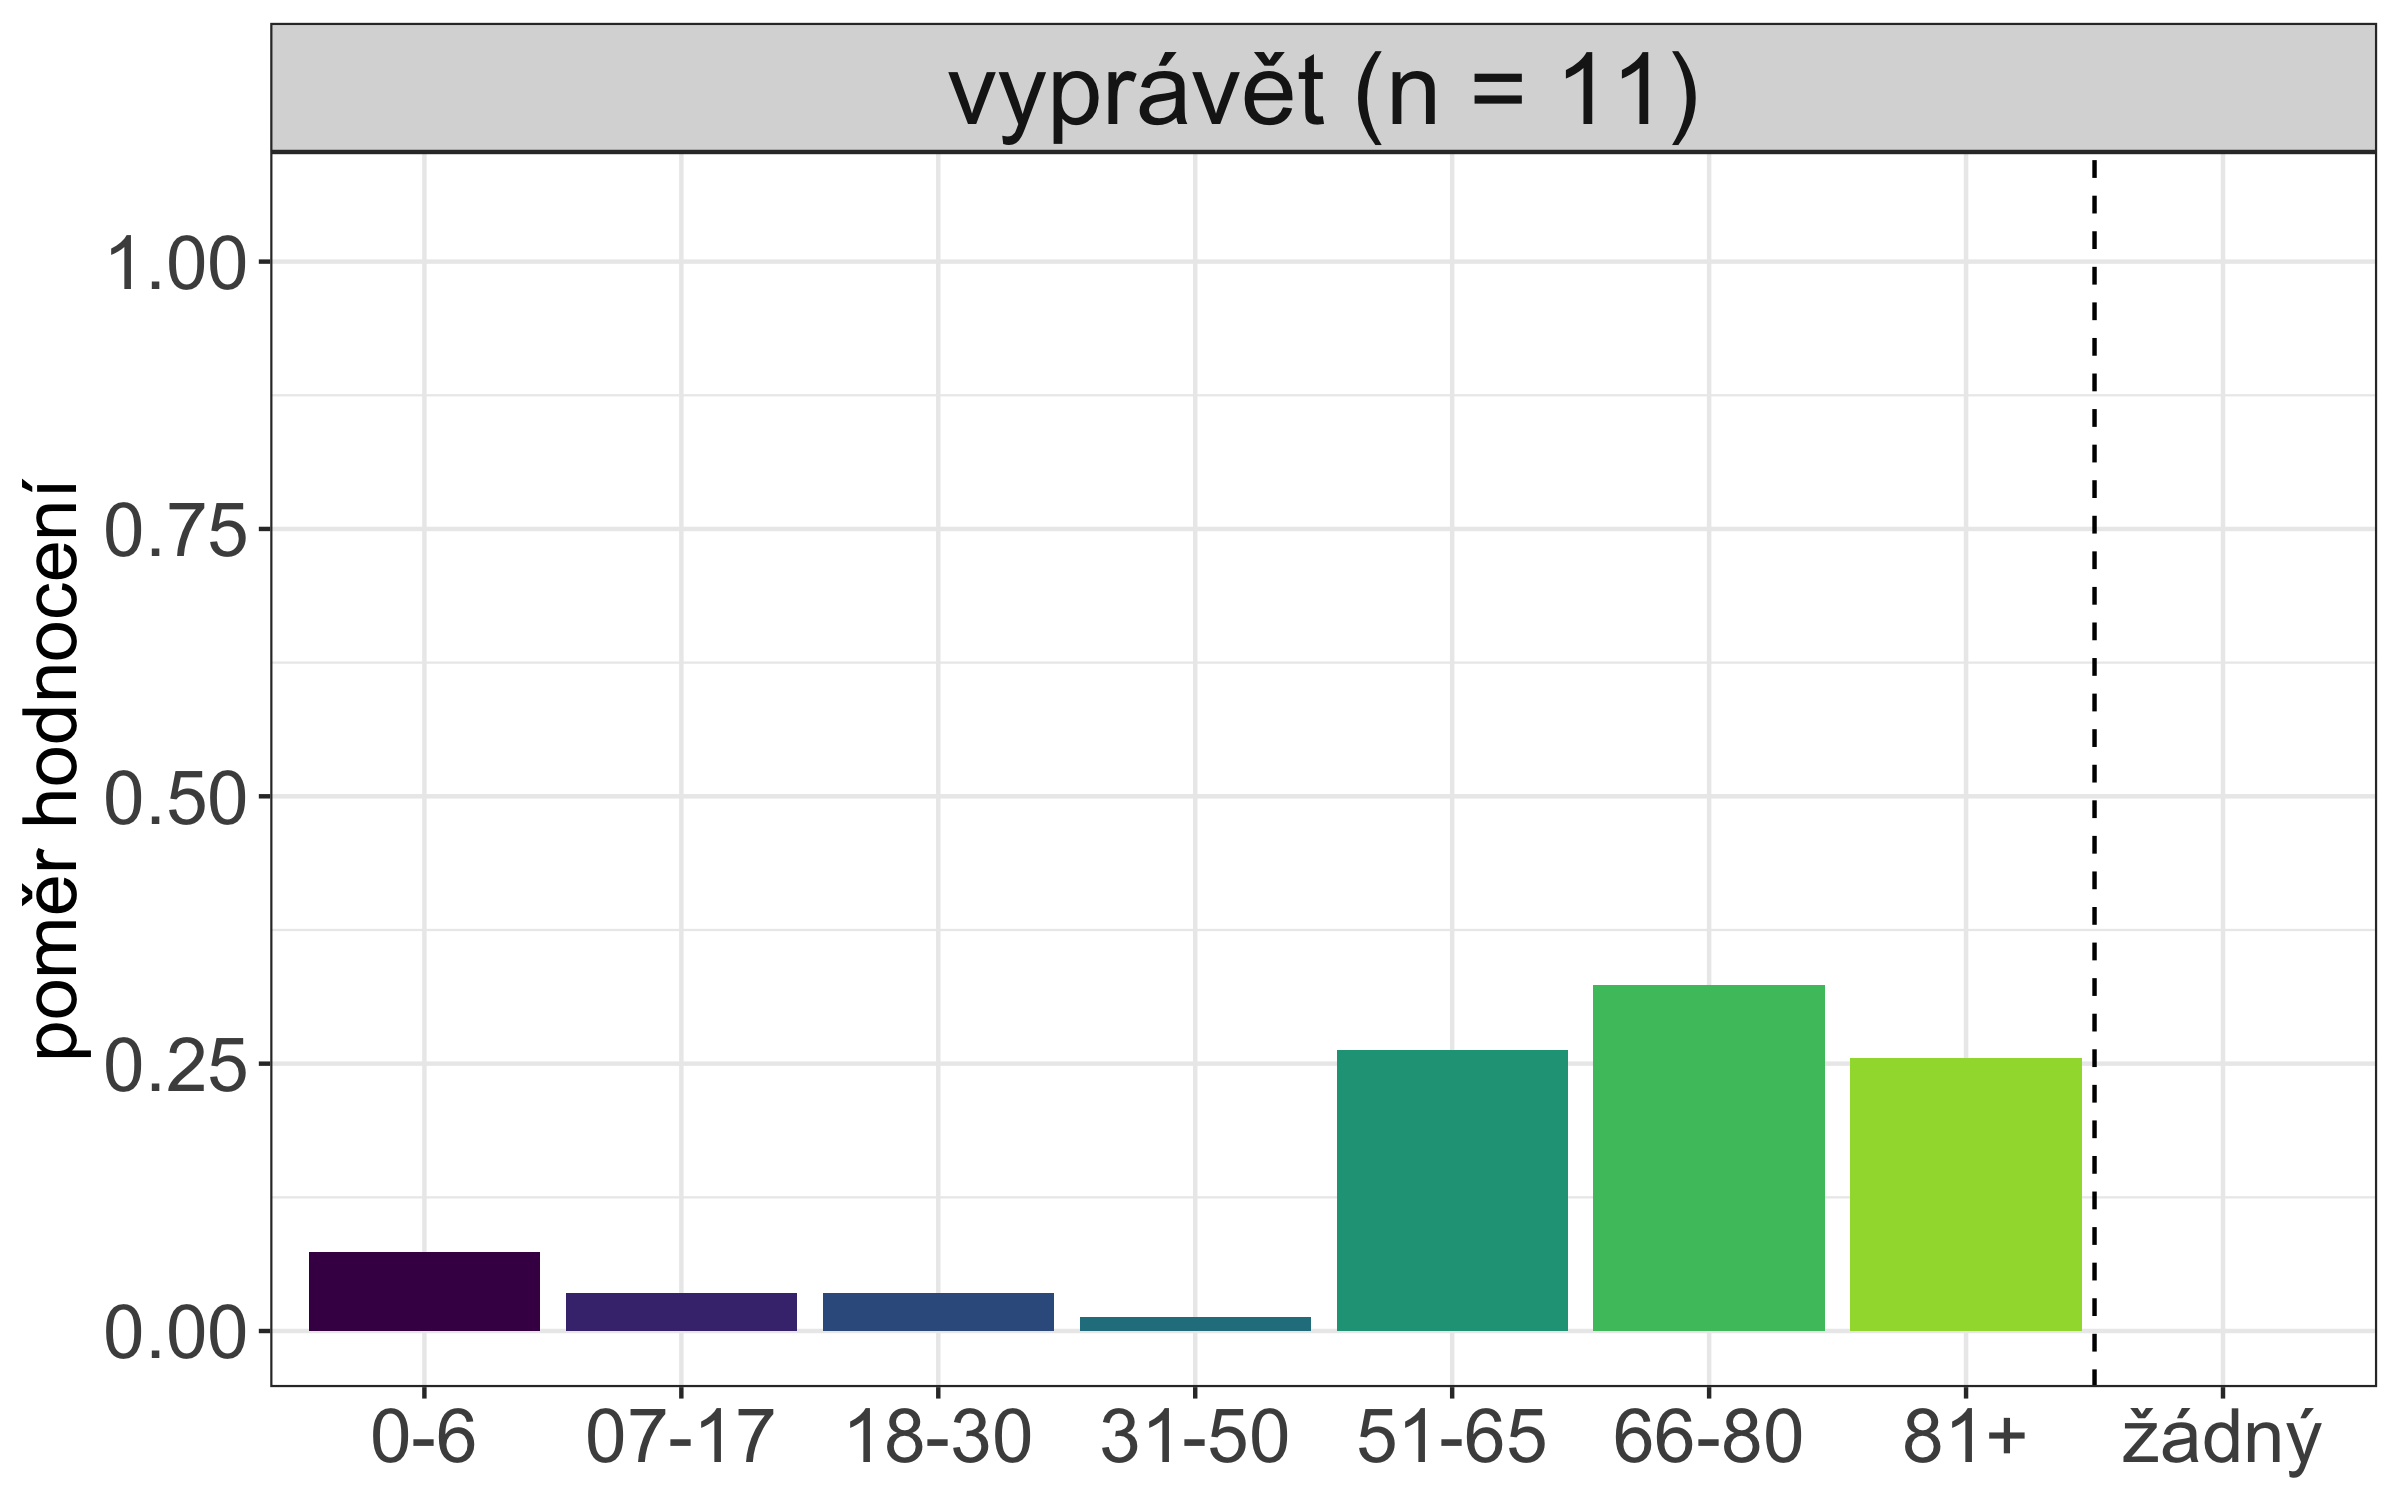 vyprávět (n = 11)
poměr hodnocení
1.00
0.75
0.50
0.25
0.00
0-6 07-17 18-30 31-50 51-65 66-80 81+ žádný